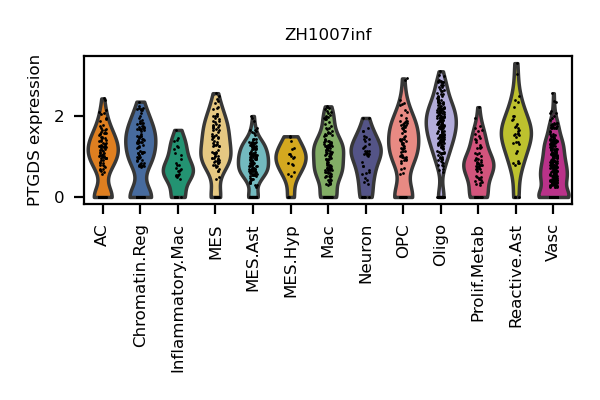 ZH1007inf
PTGDS expression
2
0
AC
Chromatin.Reg
Inflammatory.Mac
MES
MES.Ast
MES.Hyp
Mac
Neuron
OPC
Oligo
Prolif.Metab
Reactive.Ast
Vasc